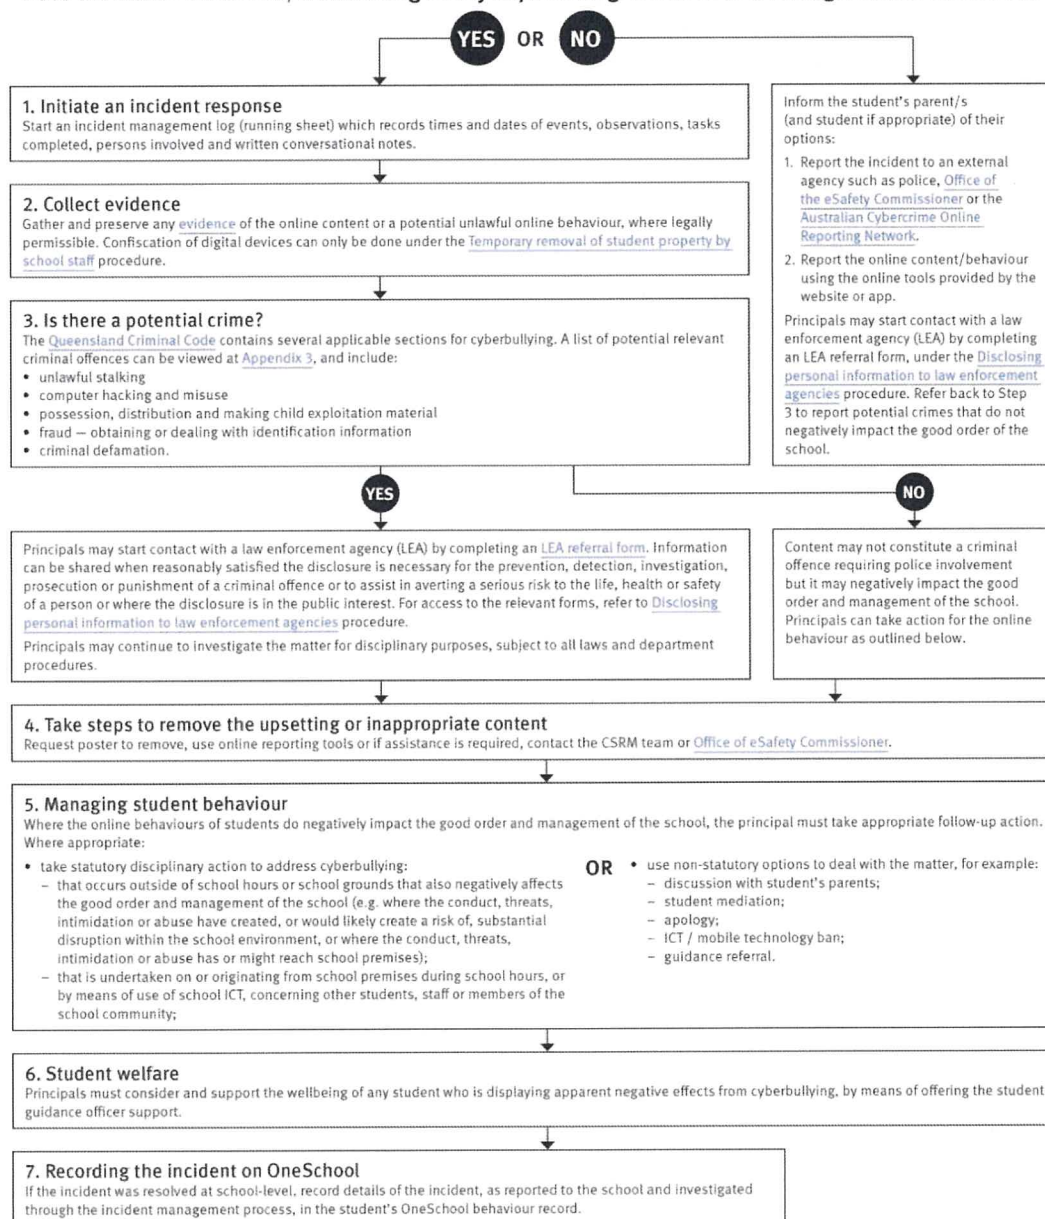 YES OR NO
1. Initiate an incident response
Start an incident management log (running sheet) which records times and dates of events, observations, tasks
completed, persons involved and written conversational notes.
2. Collect evidence
Gather and preserve any evidence of the online content or a potential unlawful online behaviour, where legally
permissible. Confiscation of digital devices can only be done under the Temporary removal of student property by
school staff procedure.
3. Is there a potential crime?
The Queensland Criminal Code contains several applicable sections for cyberbullying. A list of potential relevant
criminal offences can be viewed at Appendix 3, and include:
• unlawful stalking
• computer hacking and misuse
• possession, distribution and making child exploitation material
• fraud – obtaining or dealing with identification information
• criminal defamation.
Inform the student's parent/s
(and student if appropriate) of their
options:
1. Report the incident to an external
agency such as police, Office of
the eSafety Commissioner or the
Australian Cybercrime Online
Reporting Network.
2. Report the online content/behaviour
using the online tools provided by the
website or app.
Principals may start contact with a law
enforcement agency (LEA) by completing
an LEA referral form, under the Disclosing
personal information to law enforcement
agencies procedure. Refer back to Step
3 to report potential crimes that do not
negatively impact the good order of the
school.
YES
NO
Principals may start contact with a law enforcement agency (LEA) by completing an LEA referral form. Information
can be shared when reasonably satisfied the disclosure is necessary for the prevention, detection, investigation,
prosecution or punishment of a criminal offence or to assist in averting a serious risk to the life, health or safety
of a person or where the disclosure is in the public interest. For access to the relevant forms, refer to Disclosing
personal information to law enforcement agencies procedure.
Principals may continue to investigate the matter for disciplinary purposes, subject to all laws and department
procedures.
Content may not constitute a criminal
offence requiring police involvement
but it may negatively impact the good
order and management of the school.
Principals can take action for the online
behaviour as outlined below.
4. Take steps to remove the upsetting or inappropriate content
Request poster to remove, use online reporting tools or if assistance is required, contact the CSRM team or Office of eSafety Commissioner.
5. Managing student behaviour
Where the online behaviours of students do negatively impact the good order and management of the school, the principal must take appropriate follow-up action.
Where appropriate:
• take statutory disciplinary action to address cyberbullying:
– that occurs outside of school hours or school grounds that also negatively affects
the good order and management of the school (e.g. where the conduct, threats,
intimidation or abuse have created, or would likely create a risk of, substantial
disruption within the school environment, or where the conduct, threats,
intimidation or abuse has or might reach school premises);
– that is undertaken on or originating from school premises during school hours, or
by means of use of school ICT, concerning other students, staff or members of the
school community;
OR
• use non-statutory options to deal with the matter, for example:
– discussion with student's parents;
– student mediation;
– apology;
– ICT / mobile technology ban;
– guidance referral.
6. Student welfare
Principals must consider and support the wellbeing of any student who is displaying apparent negative effects from cyberbullying, by means of offering the student
guidance officer support.
7. Recording the incident on OneSchool
If the incident was resolved at school-level, record details of the incident, as reported to the school and investigated
through the incident management process, in the student's OneSchool behaviour record.